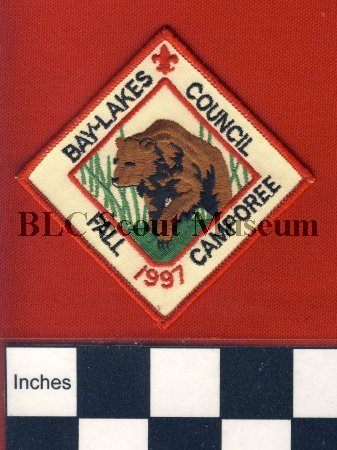 BAY-LAKES
COUNCIL
FALL
CAMPOREE
1997
BLC Scout Museum
Inches